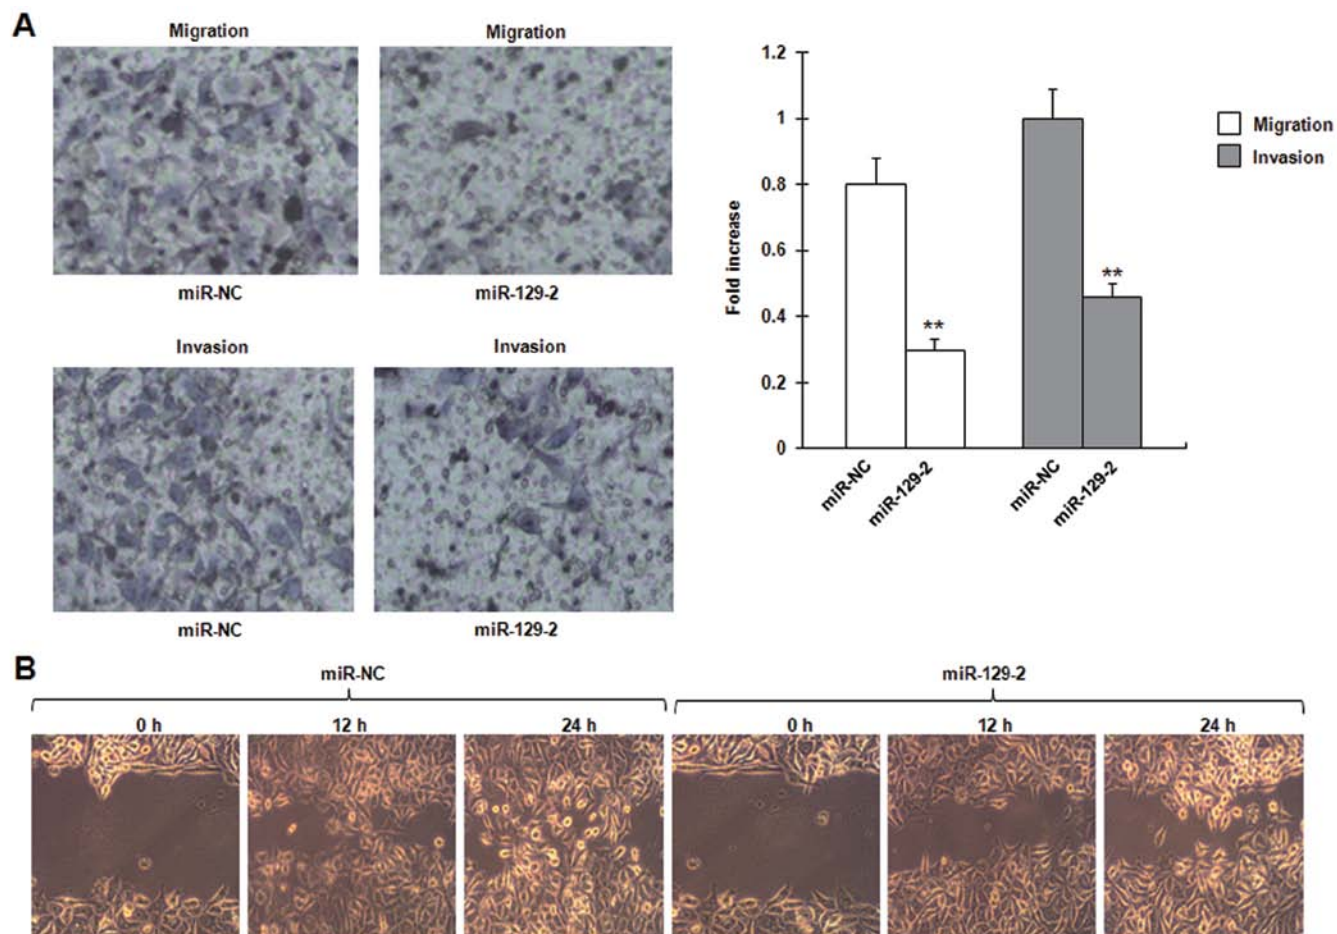 A
Migration
Migration
miR-NC
miR-129-2
Invasion
Invasion
miR-NC
miR-129-2
1.2
1
0.8
0.6
0.4
0.2
0
Fold increase
**
**
miR-NC
miR-129-2
miR-NC
miR-129-2
Migration
Invasion
B
miR-NC
miR-129-2
0 h
12 h
24 h
0 h
12 h
24 h